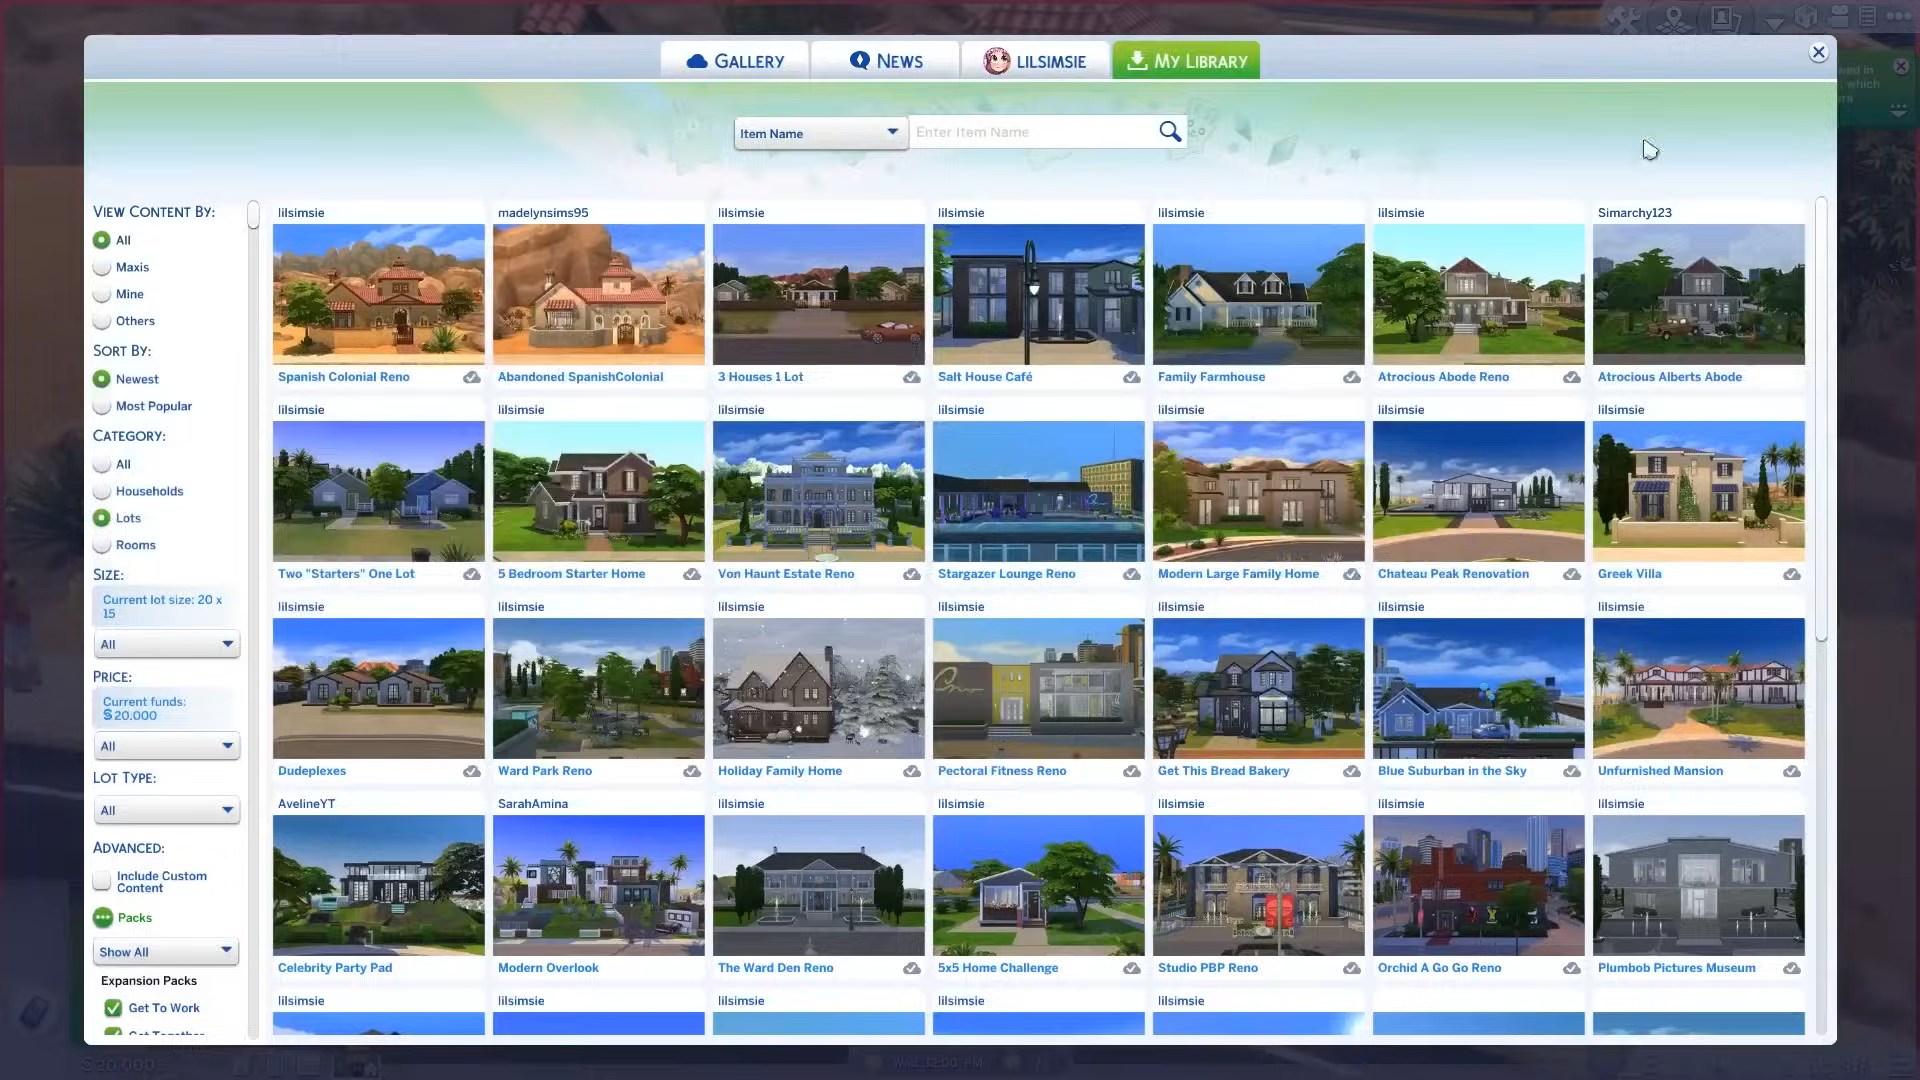 GALLERY
NEWS
LILSIMSIE
MY LIBRARY
Item Name
Enter Item Name
VIEW CONTENT BY:
All
Maxis
Mine
Others
SORT BY:
Newest
Most Popular
CATEGORY:
All
Households
Lots
Rooms
SIZE:
Current lot size: 20 x
15
All
PRICE:
Current funds:
§20.000
All
LOT TYPE:
All
ADVANCED:
Include Custom
Content
Packs
Show All
Expansion Packs
Get To Work
lilsimsie
madelynsims95
lilsimsie
lilsimsie
lilsimsie
lilsimsie
Simarchy123
Spanish Colonial Reno
Abandoned SpanishColonial
3 Houses 1 Lot
Salt House Café
Family Farmhouse
Atrocious Abode Reno
Atrocious Alberts Abode
lilsimsie
lilsimsie
lilsimsie
lilsimsie
lilsimsie
lilsimsie
lilsimsie
Two "Starters" One Lot
5 Bedroom Starter Home
Von Haunt Estate Reno
Stargazer Lounge Reno
Modern Large Family Home
Chateau Peak Renovation
Greek Villa
lilsimsie
lilsimsie
lilsimsie
lilsimsie
lilsimsie
lilsimsie
lilsimsie
Dudeplexes
Ward Park Reno
Holiday Family Home
Pectoral Fitness Reno
Get This Bread Bakery
Blue Suburban in the Sky
Unfurnished Mansion
AvelineYT
SarahAmina
lilsimsie
lilsimsie
lilsimsie
lilsimsie
lilsimsie
Celebrity Party Pad
Modern Overlook
The Ward Den Reno
5x5 Home Challenge
Studio PBP Reno
Orchid A Go Go Reno
Plumbob Pictures Museum
lilsimsie
lilsimsie
lilsimsie
lilsimsie
lilsimsie
§20.000